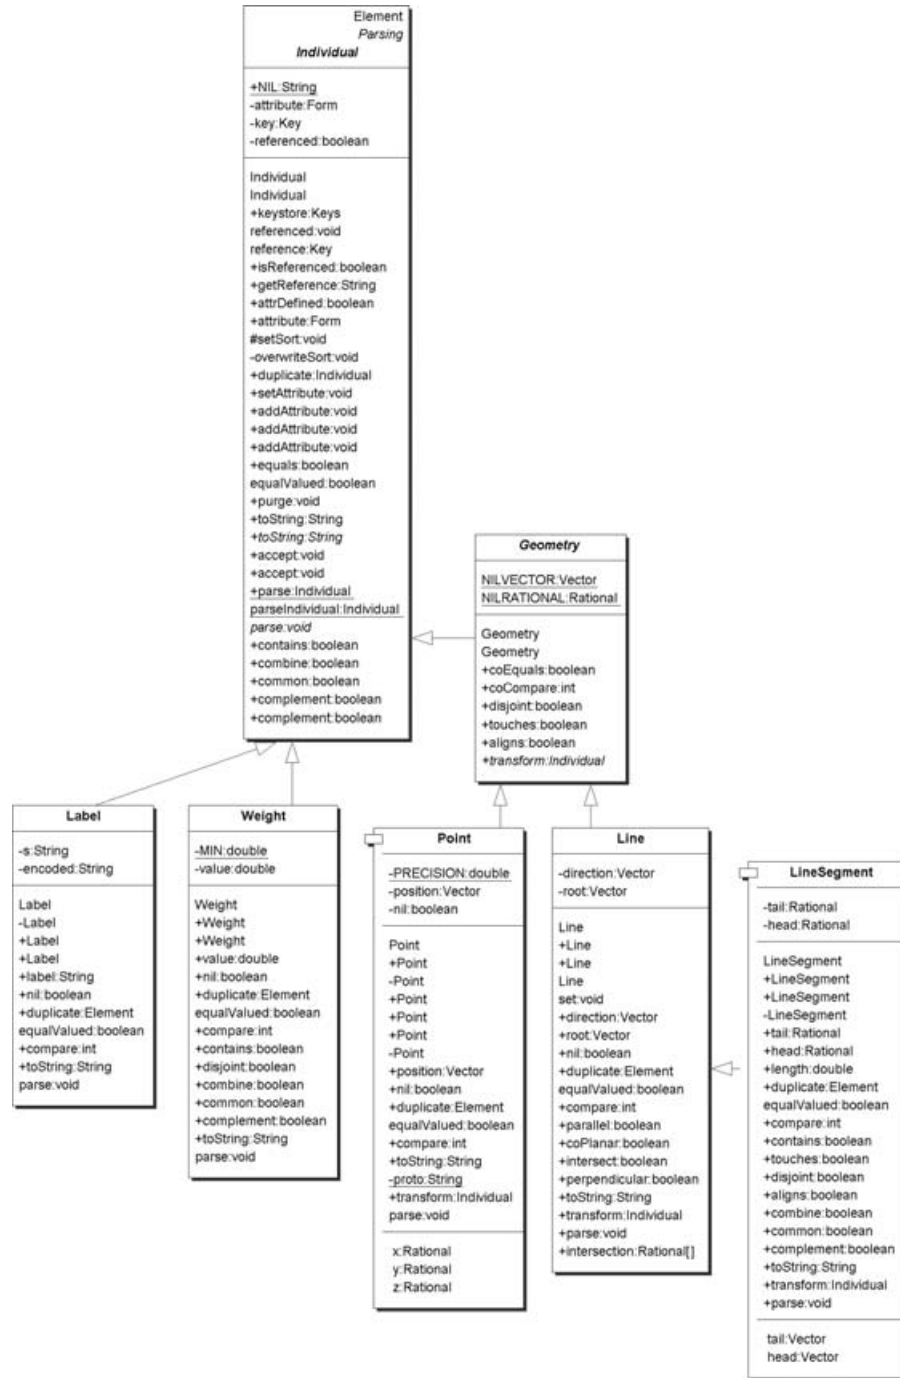 Element
Parsing
Individual
+NIL:String
-attribute:Form
-key:Key
-referenced:boolean
Individual
Individual
+keystore:Keys
referenced:void
reference:Key
+isReferenced:boolean
+getReference:String
+attrDefined:boolean
+attribute:Form
#setSort:void
-overwriteSort:void
+duplicate:Individual
+setAttribute:void
+addAttribute:void
+addAttribute:void
+addAttribute:void
+equals:boolean
equalValued:boolean
+purge:void
+toString:String
+toString:String
+accept:void
+accept:void
+parse:Individual
parseIndividual:Individual
parse:void
+contains:boolean
+combine:boolean
+common:boolean
+complement:boolean
+complement:boolean
Geometry
NILVECTOR:Vector
NILRATIONAL:Rational
Geometry
Geometry
+coEquals:boolean
+coCompare:int
+disjoint:boolean
+touches:boolean
+aligns:boolean
+transform:Individual
Label
-s:String
-encoded:String
Label
-Label
+Label
+Label
+label:String
+nil:boolean
+duplicate:Element
equalValued:boolean
+compare:int
+toString:String
parse:void
Weight
-MIN:double
-value:double
Weight
+Weight
+Weight
+value:double
+nil:boolean
+duplicate:Element
equalValued:boolean
+compare:int
+contains:boolean
+disjoint:boolean
+combine:boolean
+common:boolean
+complement:boolean
+toString:String
parse:void
Point
-PRECISION:double
-position:Vector
-nil:boolean
Point
+Point
-Point
+Point
+Point
+Point
-Point
+position:Vector
+nil:boolean
+duplicate:Element
equalValued:boolean
+compare:int
+toString:String
-proto:String
+transform:Individual
parse:void
x:Rational
y:Rational
z:Rational
Line
-direction:Vector
-root:Vector
Line
+Line
+Line
Line
set:void
+direction:Vector
+root:Vector
+nil:boolean
+duplicate:Element
equalValued:boolean
+compare:int
+parallel:boolean
+coPlanar:boolean
+intersect:boolean
+perpendicular:boolean
+toString:String
+transform:Individual
+parse:void
+intersection:Rational[]
LineSegment
-tail:Rational
-head:Rational
LineSegment
+LineSegment
+LineSegment
-LineSegment
+tail:Rational
+head:Rational
+length:double
+duplicate:Element
equalValued:boolean
+compare:int
+contains:boolean
+touches:boolean
+disjoint:boolean
+aligns:boolean
+combine:boolean
+common:boolean
+complement:boolean
+toString:String
+transform:Individual
+parse:void
tail:Vector
head:Vector